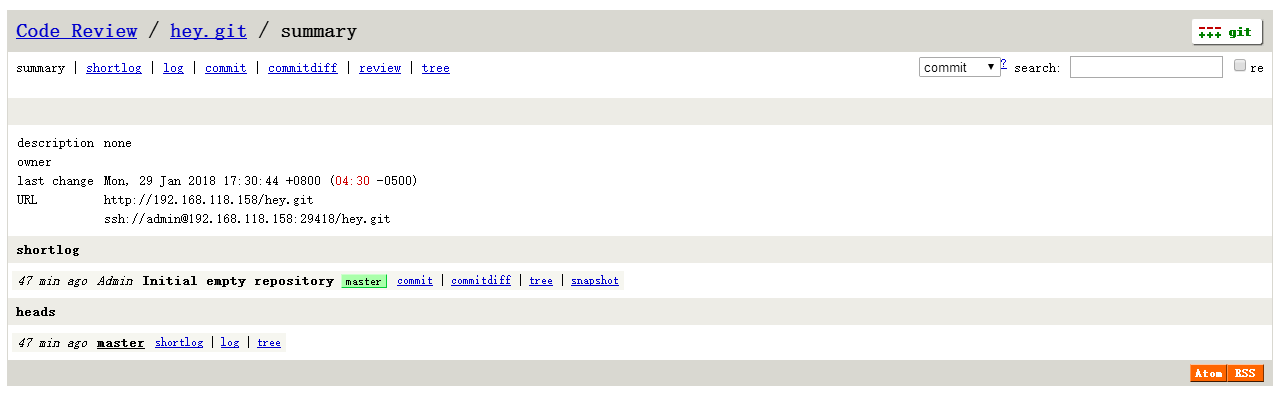 Code Review / hey.git / summary
git
summary | shortlog | log | commit | commitdiff | review | tree
commit ? search: re
description none
owner
last change Mon, 29 Jan 2018 17:30:44 +0800 (04:30 -0500)
URL http://192.168.118.158/hey.git
ssh://admin@192.168.118.158:29418/hey.git
shortlog
47 min ago Admin Initial empty repository master commit | commitdiff | tree | snapshot
heads
47 min ago master shortlog | log | tree
Atom RSS